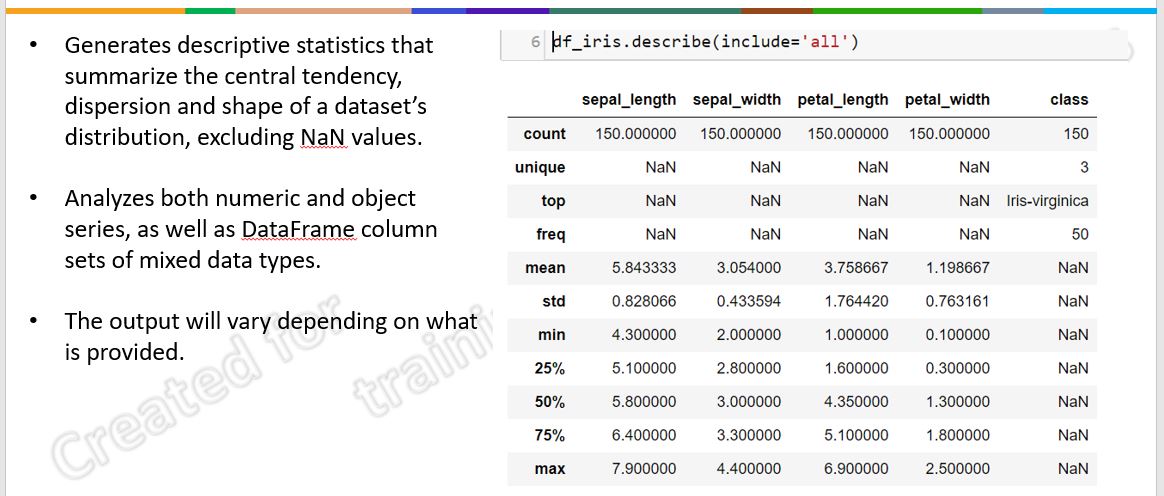 • Generates descriptive statistics that
summarize the central tendency,
dispersion and shape of a dataset’s
distribution, excluding NaN values.
• Analyzes both numeric and object
series, as well as DataFrame column
sets of mixed data types.
• The output will vary depending on what
is provided.
Created for
6 df_iris.describe(include='all')
sepal_length sepal_width petal_length petal_width class
count 150.000000 150.000000 150.000000 150.000000 150
unique NaN NaN NaN NaN 3
top NaN NaN NaN NaN Iris-virginica
freq NaN NaN NaN NaN 50
mean 5.843333 3.054000 3.758667 1.198667 NaN
std 0.828066 0.433594 1.764420 0.763161 NaN
min 4.300000 2.000000 1.000000 0.100000 NaN
25% 5.100000 2.800000 1.600000 0.300000 NaN
50% 5.800000 3.000000 4.350000 1.300000 NaN
75% 6.400000 3.300000 5.100000 1.800000 NaN
max 7.900000 4.400000 6.900000 2.500000 NaN